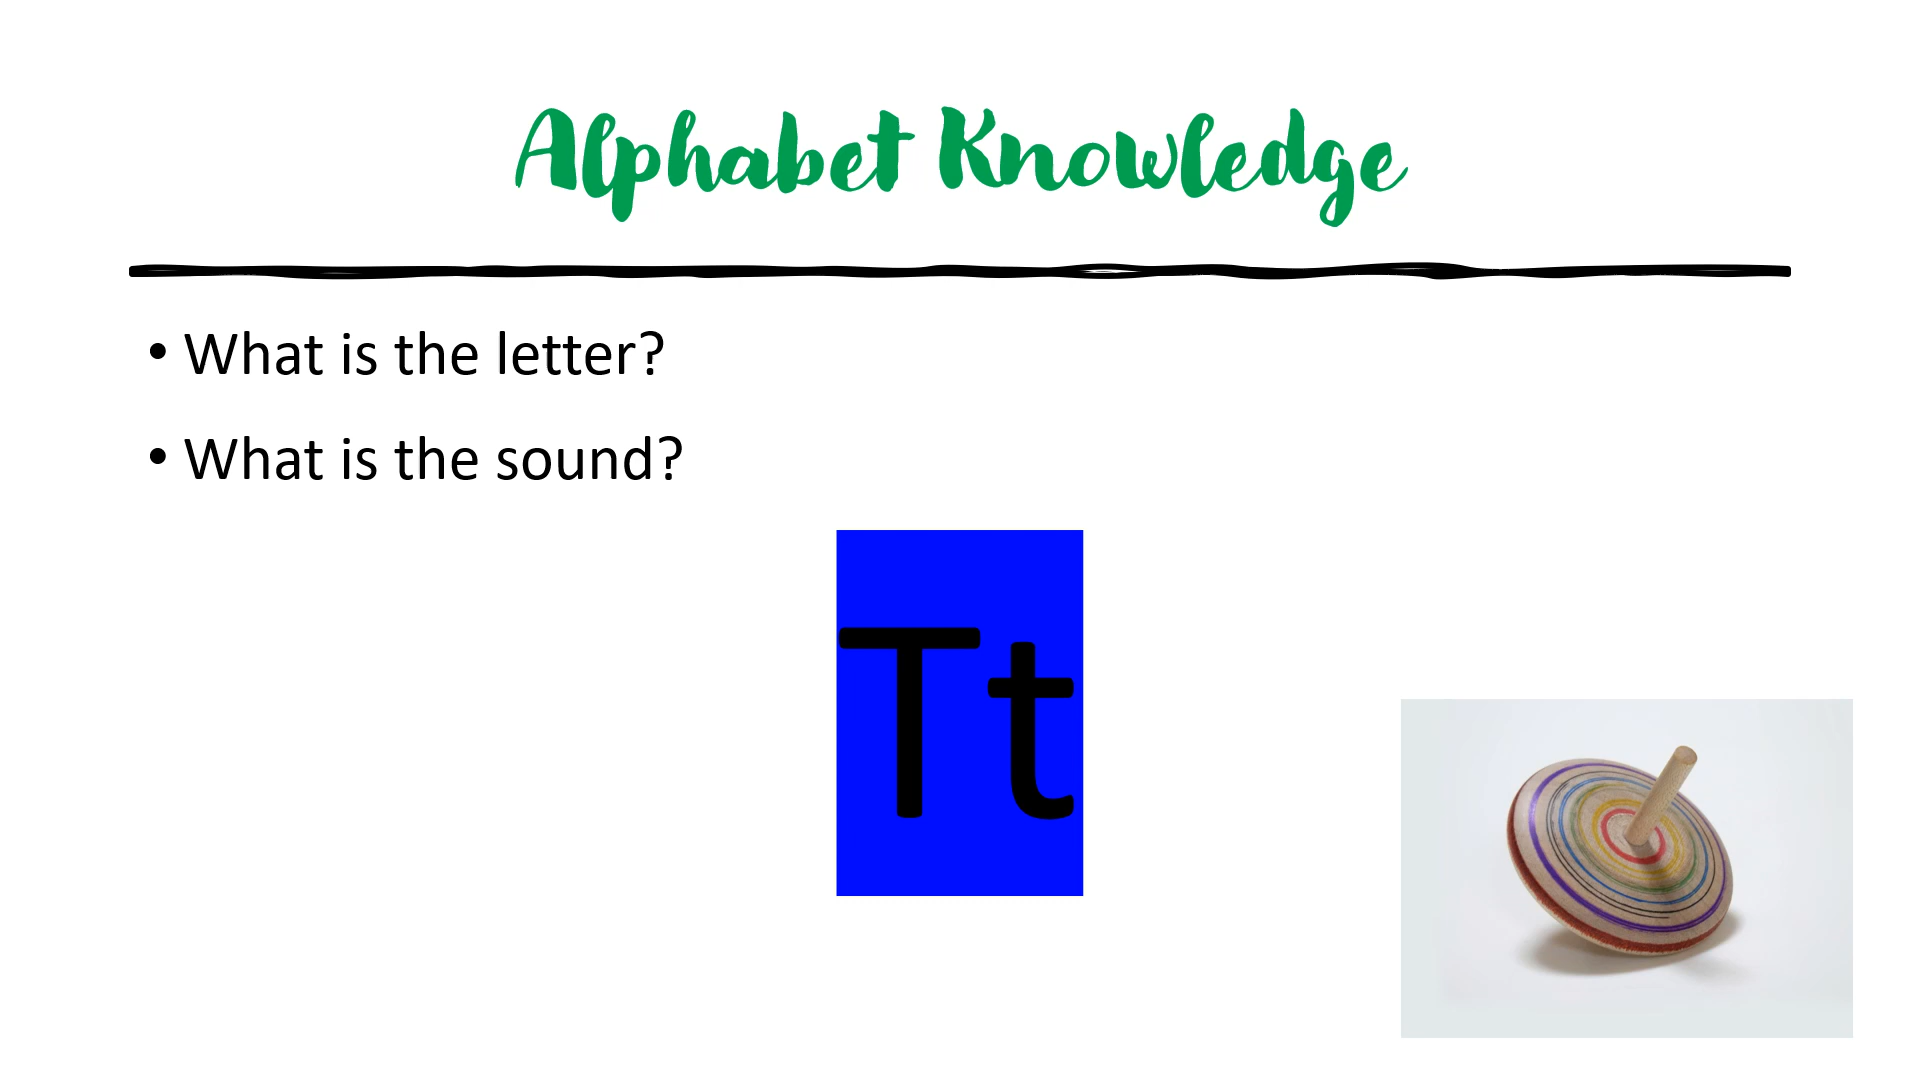 Alphabet Knowledge
• What is the letter?
• What is the sound?
Tt